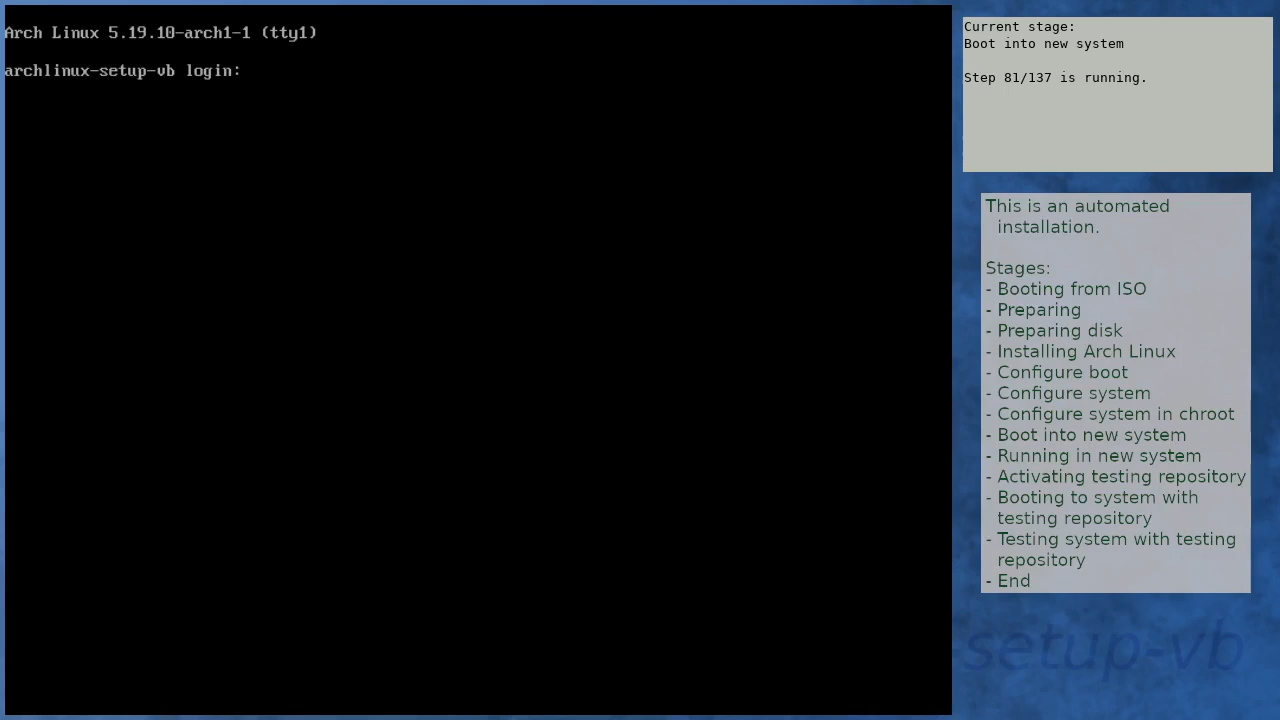 Arch Linux 5.19.10-arch1-1 (tty1)
archlinux-setup-vb login:
Current stage:
Boot into new system
Step 81/137 is running.
This is an automated
installation.
Stages:
- Booting from ISO
- Preparing
- Preparing disk
- Installing Arch Linux
- Configure boot
- Configure system
- Configure system in chroot
- Boot into new system
- Running in new system
- Activating testing repository
- Booting to system with
testing repository
- Testing system with testing
repository
- End
setup-vb